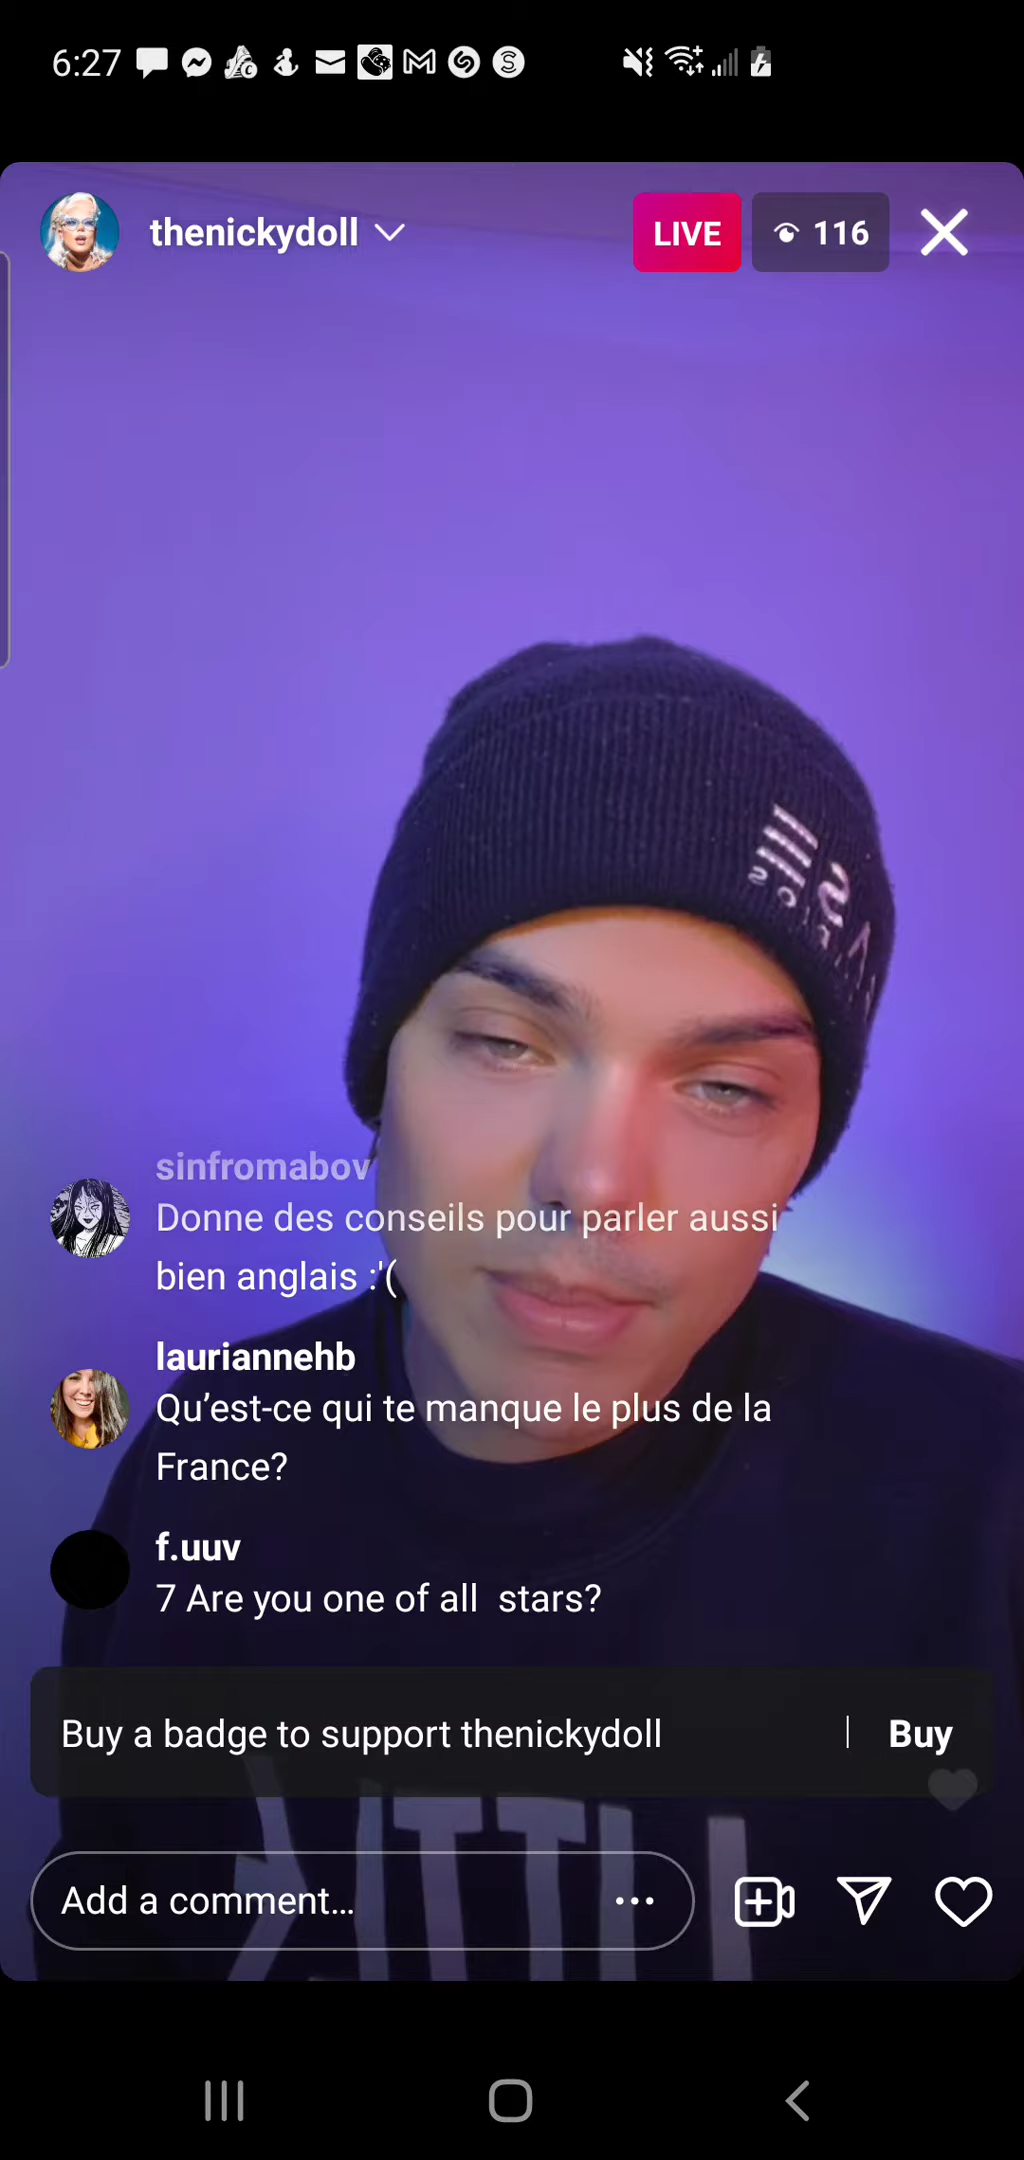 6:27
thenickydoll
LIVE
116
sinfromabov
Donne des conseils pour parler aussi
bien anglais :'(
lauriannehb
Qu’est-ce qui te manque le plus de la
France?
f.uuv
7 Are you one of all  stars?
Buy a badge to support thenickydoll
Buy
Add a comment...